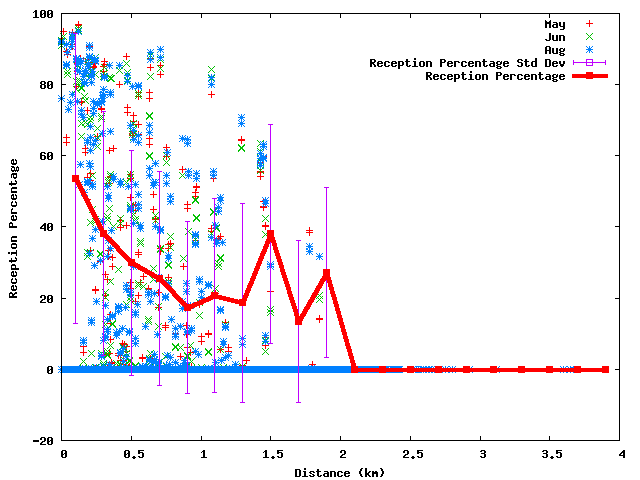 100
80
60
40
20
0
-20
Reception Percentage
May
Jun
Aug
Reception Percentage Std Dev
Reception Percentage
0 0.5 1 1.5 2 2.5 3 3.5 4
Distance (km)